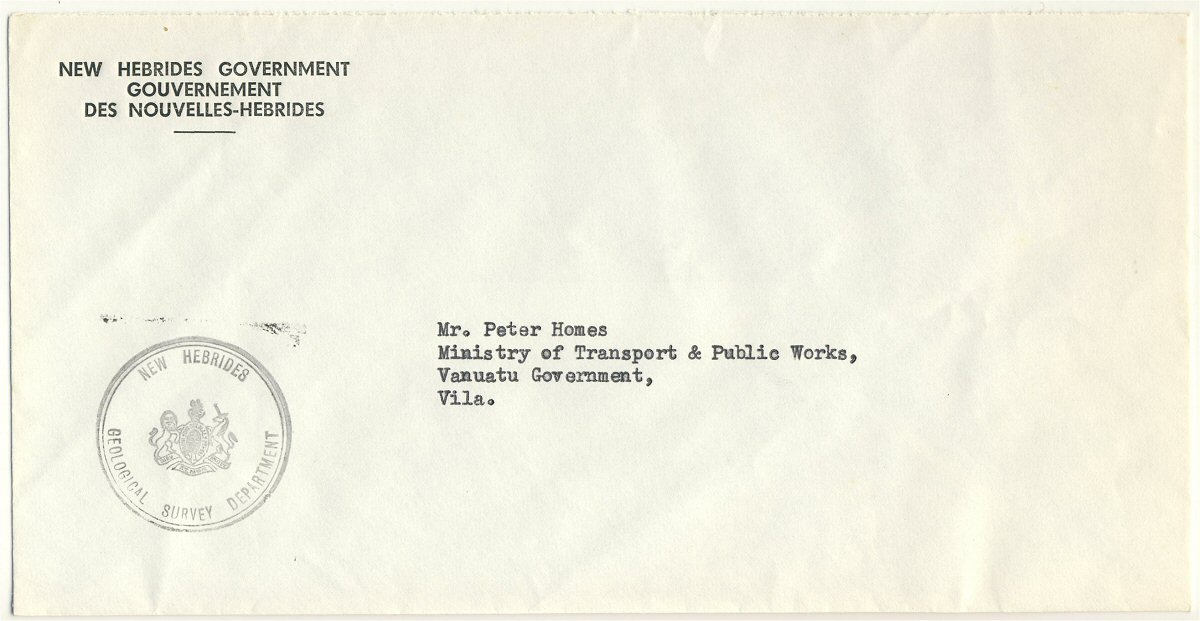 NEW HEBRIDES GOVERNMENT
GOUVERNEMENT
DES NOUVELLES-HEBRIDES
NEW HEBRIDES
GEOLOGICAL SURVEY DEPARTMENT
Mr. Peter Homes
Ministry of Transport & Public Works,
Vanuatu Government,
Vila.